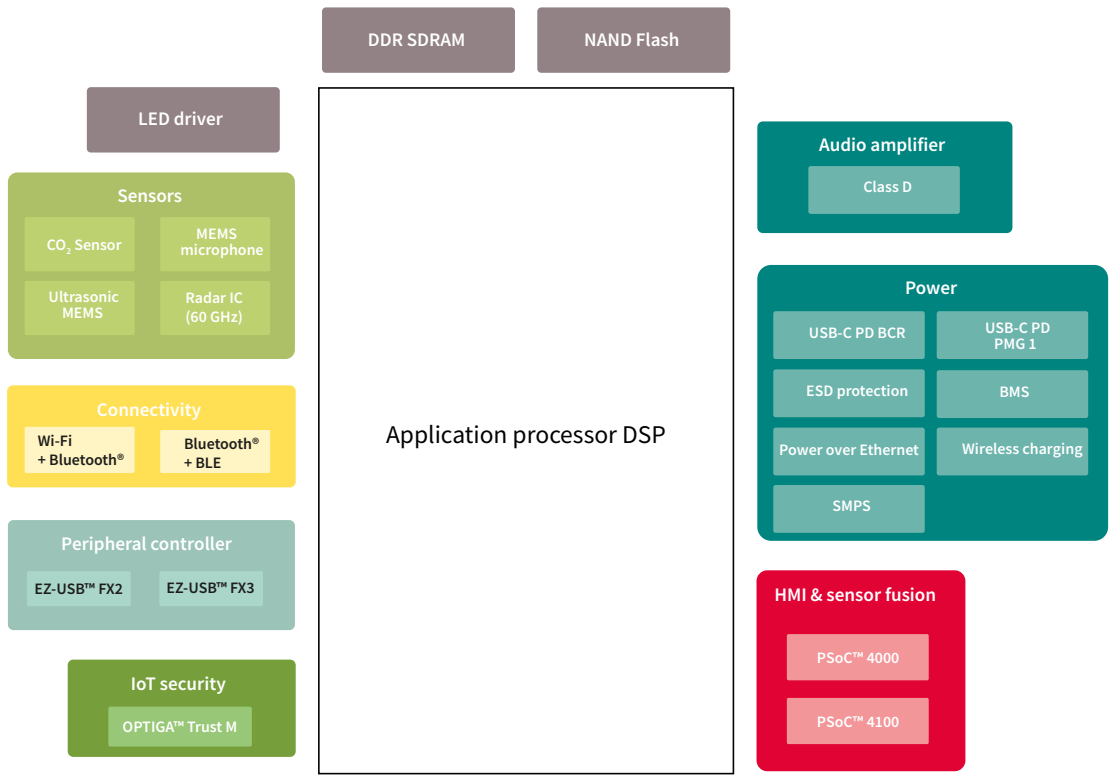 DDR SDRAM
NAND Flash
LED driver
Sensors
CO₂ Sensor
MEMS
microphone
Ultrasonic
MEMS
Radar IC
(60 GHz)
Connectivity
Wi-Fi
+ Bluetooth®
Bluetooth®
+ BLE
Peripheral controller
EZ-USB™ FX2
EZ-USB™ FX3
IoT security
OPTIGA™ Trust M
Application processor DSP
Audio amplifier
Class D
Power
USB-C PD BCR
USB-C PD
PMG 1
ESD protection
BMS
Power over Ethernet
Wireless charging
SMPS
HMI & sensor fusion
PSoC™ 4000
PSoC™ 4100